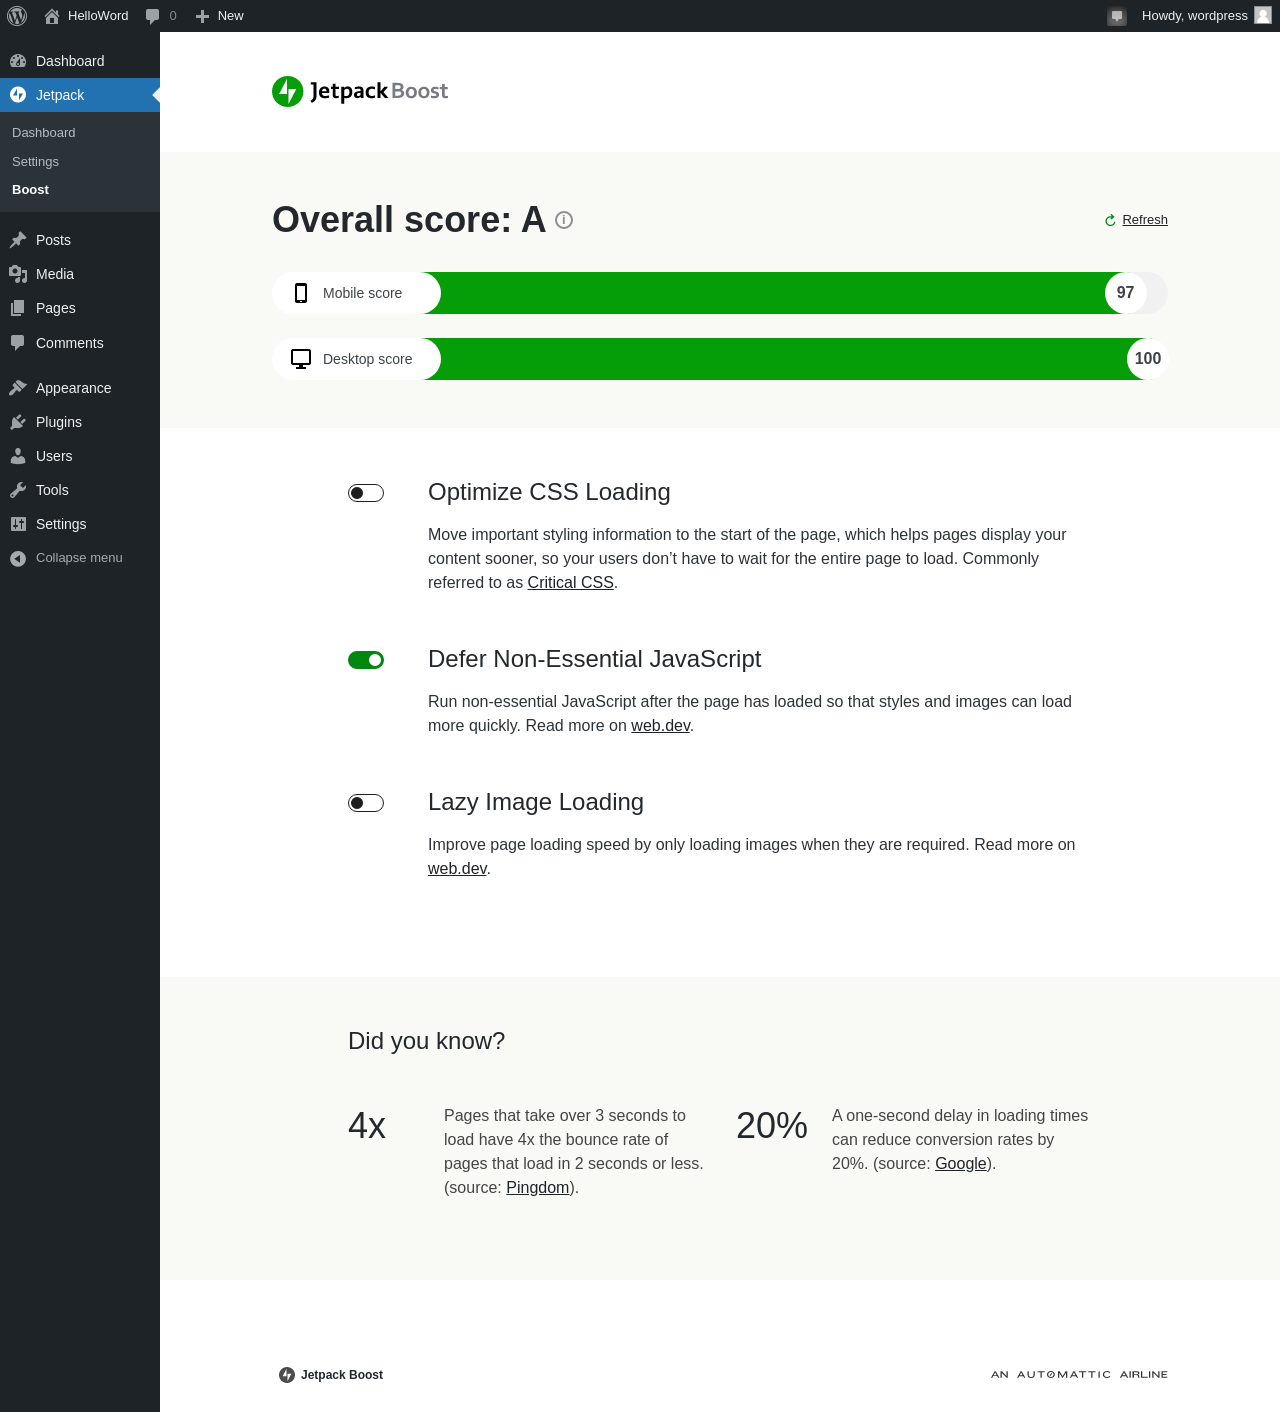 HelloWord 0 New Howdy, wordpress
Dashboard
Jetpack
Dashboard
Settings
Boost
Posts
Media
Pages
Comments
Appearance
Plugins
Users
Tools
Settings
Collapse menu
Jetpack Boost
Overall score: A
Refresh
Mobile score 97
Desktop score 100
Optimize CSS Loading
Move important styling information to the start of the page, which helps pages display your
content sooner, so your users don’t have to wait for the entire page to load. Commonly
referred to as Critical CSS.
Defer Non-Essential JavaScript
Run non-essential JavaScript after the page has loaded so that styles and images can load
more quickly. Read more on web.dev.
Lazy Image Loading
Improve page loading speed by only loading images when they are required. Read more on
web.dev.
Did you know?
4x
Pages that take over 3 seconds to
load have 4x the bounce rate of
pages that load in 2 seconds or less.
(source: Pingdom).
20%
A one-second delay in loading times
can reduce conversion rates by
20%. (source: Google).
Jetpack Boost
AN AUTOMATTIC AIRLINE